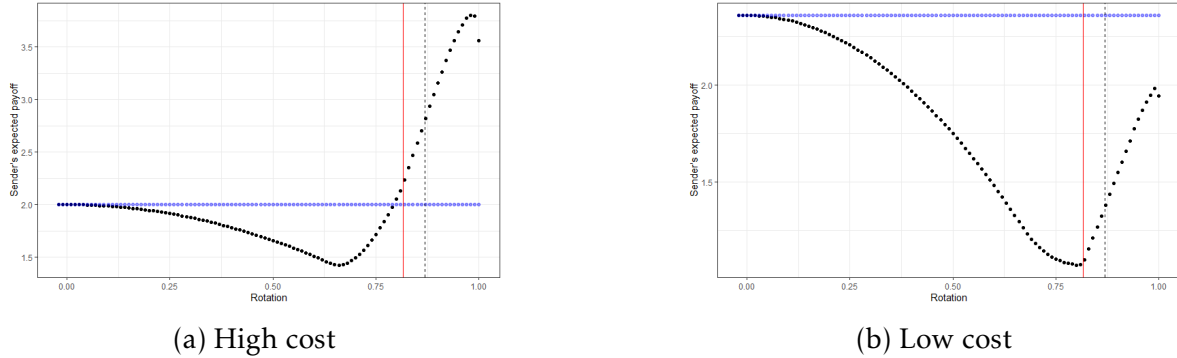 3.5
3.0
2.5
2.0
1.5
Sender's expected payoff
0.00
0.25
0.50
0.75
1.00
Rotation
(a) High cost
2.0
1.5
Sender's expected payoff
0.00
0.25
0.50
0.75
1.00
Rotation
(b) Low cost